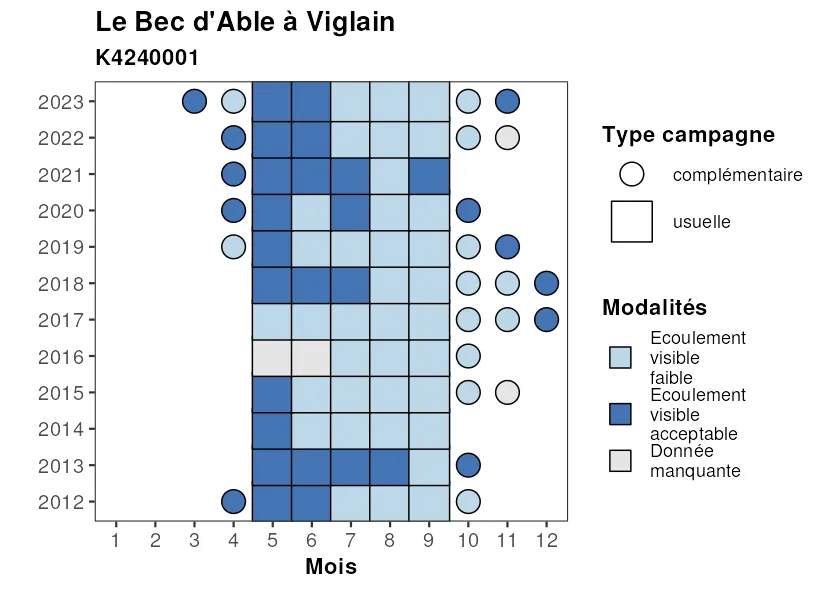 Le Bec d'Able à Viglain
K4240001
2023
2022
2021
2020
2019
2018
2017
2016
2015
2014
2013
2012
1 2 3 4 5 6 7 8 9 10 11 12
Mois
Type campagne
complémentaire
usuelle
Modalités
Ecoulement
visible
faible
Ecoulement
visible
acceptable
Donnée
manquante